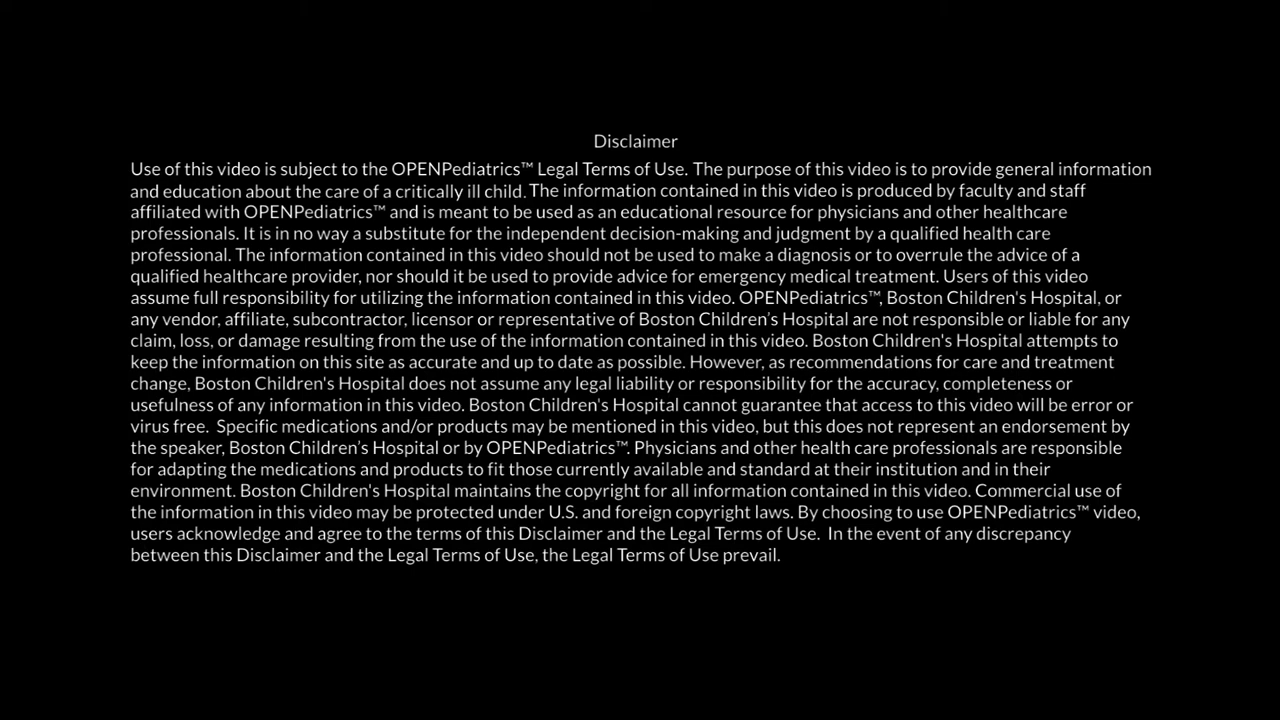 Disclaimer
Use of this video is subject to the OPENPediatrics™ Legal Terms of Use. The purpose of this video is to provide general information
and education about the care of a critically ill child. The information contained in this video is produced by faculty and staff
affiliated with OPENPediatrics™ and is meant to be used as an educational resource for physicians and other healthcare
professionals. It is in no way a substitute for the independent decision-making and judgment by a qualified health care
professional. The information contained in this video should not be used to make a diagnosis or to overrule the advice of a
qualified healthcare provider, nor should it be used to provide advice for emergency medical treatment. Users of this video
assume full responsibility for utilizing the information contained in this video. OPENPediatrics™, Boston Children's Hospital, or
any vendor, affiliate, subcontractor, licensor or representative of Boston Children’s Hospital are not responsible or liable for any
claim, loss, or damage resulting from the use of the information contained in this video. Boston Children's Hospital attempts to
keep the information on this site as accurate and up to date as possible. However, as recommendations for care and treatment
change, Boston Children's Hospital does not assume any legal liability or responsibility for the accuracy, completeness or
usefulness of any information in this video. Boston Children's Hospital cannot guarantee that access to this video will be error or
virus free.  Specific medications and/or products may be mentioned in this video, but this does not represent an endorsement by
the speaker, Boston Children’s Hospital or by OPENPediatrics™. Physicians and other health care professionals are responsible
for adapting the medications and products to fit those currently available and standard at their institution and in their
environment. Boston Children's Hospital maintains the copyright for all information contained in this video. Commercial use of
the information in this video may be protected under U.S. and foreign copyright laws. By choosing to use OPENPediatrics™ video,
users acknowledge and agree to the terms of this Disclaimer and the Legal Terms of Use.  In the event of any discrepancy
between this Disclaimer and the Legal Terms of Use, the Legal Terms of Use prevail.